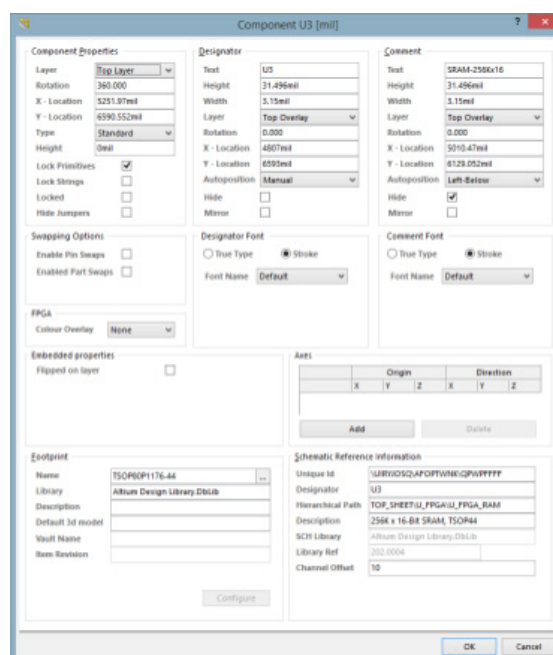 Component U3 [mil]
? x
Component Properties
Layer Top Layer
Rotation 360.000
X - Location 5251.97mil
Y - Location 6590.552mil
Type Standard
Height 0mil
Lock Primitives
Lock Strings
Locked
Hide Jumpers
Designator
Text U3
Height 31.496mil
Width 3.15mil
Layer Top Overlay
Rotation 0.000
X - Location 4807mil
Y - Location 6593mil
Autoposition Manual
Hide
Mirror
Comment
Text SRAM-256Kx16
Height 31.496mil
Width 3.15mil
Layer Top Overlay
Rotation 0.000
X - Location 5010.47mil
Y - Location 6129.052mil
Autoposition Left-Below
Hide
Mirror
Swapping Options
Enable Pin Swaps
Enabled Part Swaps
Designator Font
True Type Stroke
Font Name Default
Comment Font
True Type Stroke
Font Name Default
FPGA
Colour Overlay None
Embedded properties
Flipped on layer
Axes
Origin Direction
X Y Z X Y Z
Add Delete
Footprint
Name TSOP80P1176-44 ...
Library Altium Design Library.DbLib
Description
Default 3d model
Vault Name
Item Revision
Configure
Schematic Reference Information
Unique Id
Designator U3
Hierarchical Path TOP_SHEET\U_FPGA\U_FPGA_RAM
Description 256K x 16-Bit SRAM, TSOP44
SCH Library Altium Design Library.DbLib
Library Ref 202.0004
Channel Offset 10
OK Cancel